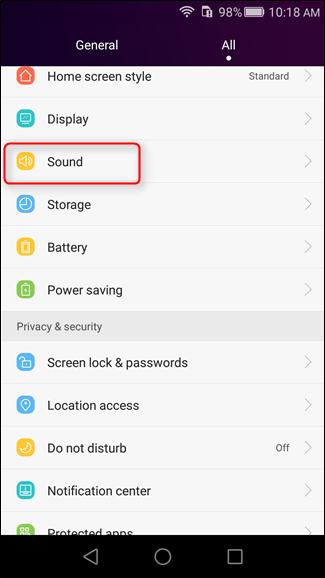 98% 10:18 AM
General All
Home screen style Standard
Display
Sound
Storage
Battery
Power saving
Privacy & security
Screen lock & passwords
Location access
Do not disturb Off
Notification center
Protected apps